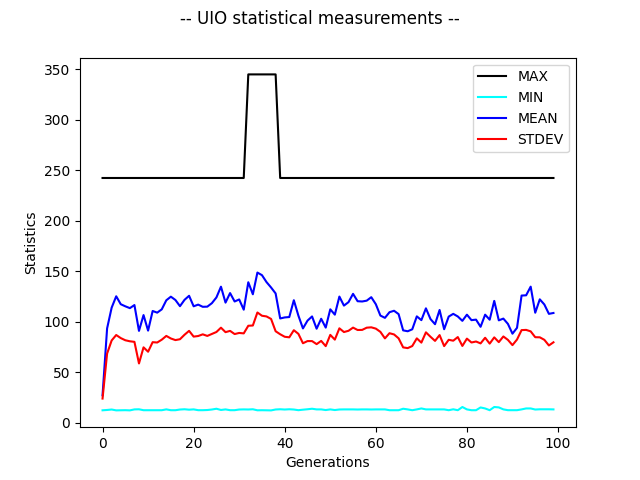 -- UIO statistical measurements --
350
300
250
200
150
100
50
0
Statistics
MAX
MIN
MEAN
STDEV
0 20 40 60 80 100
Generations